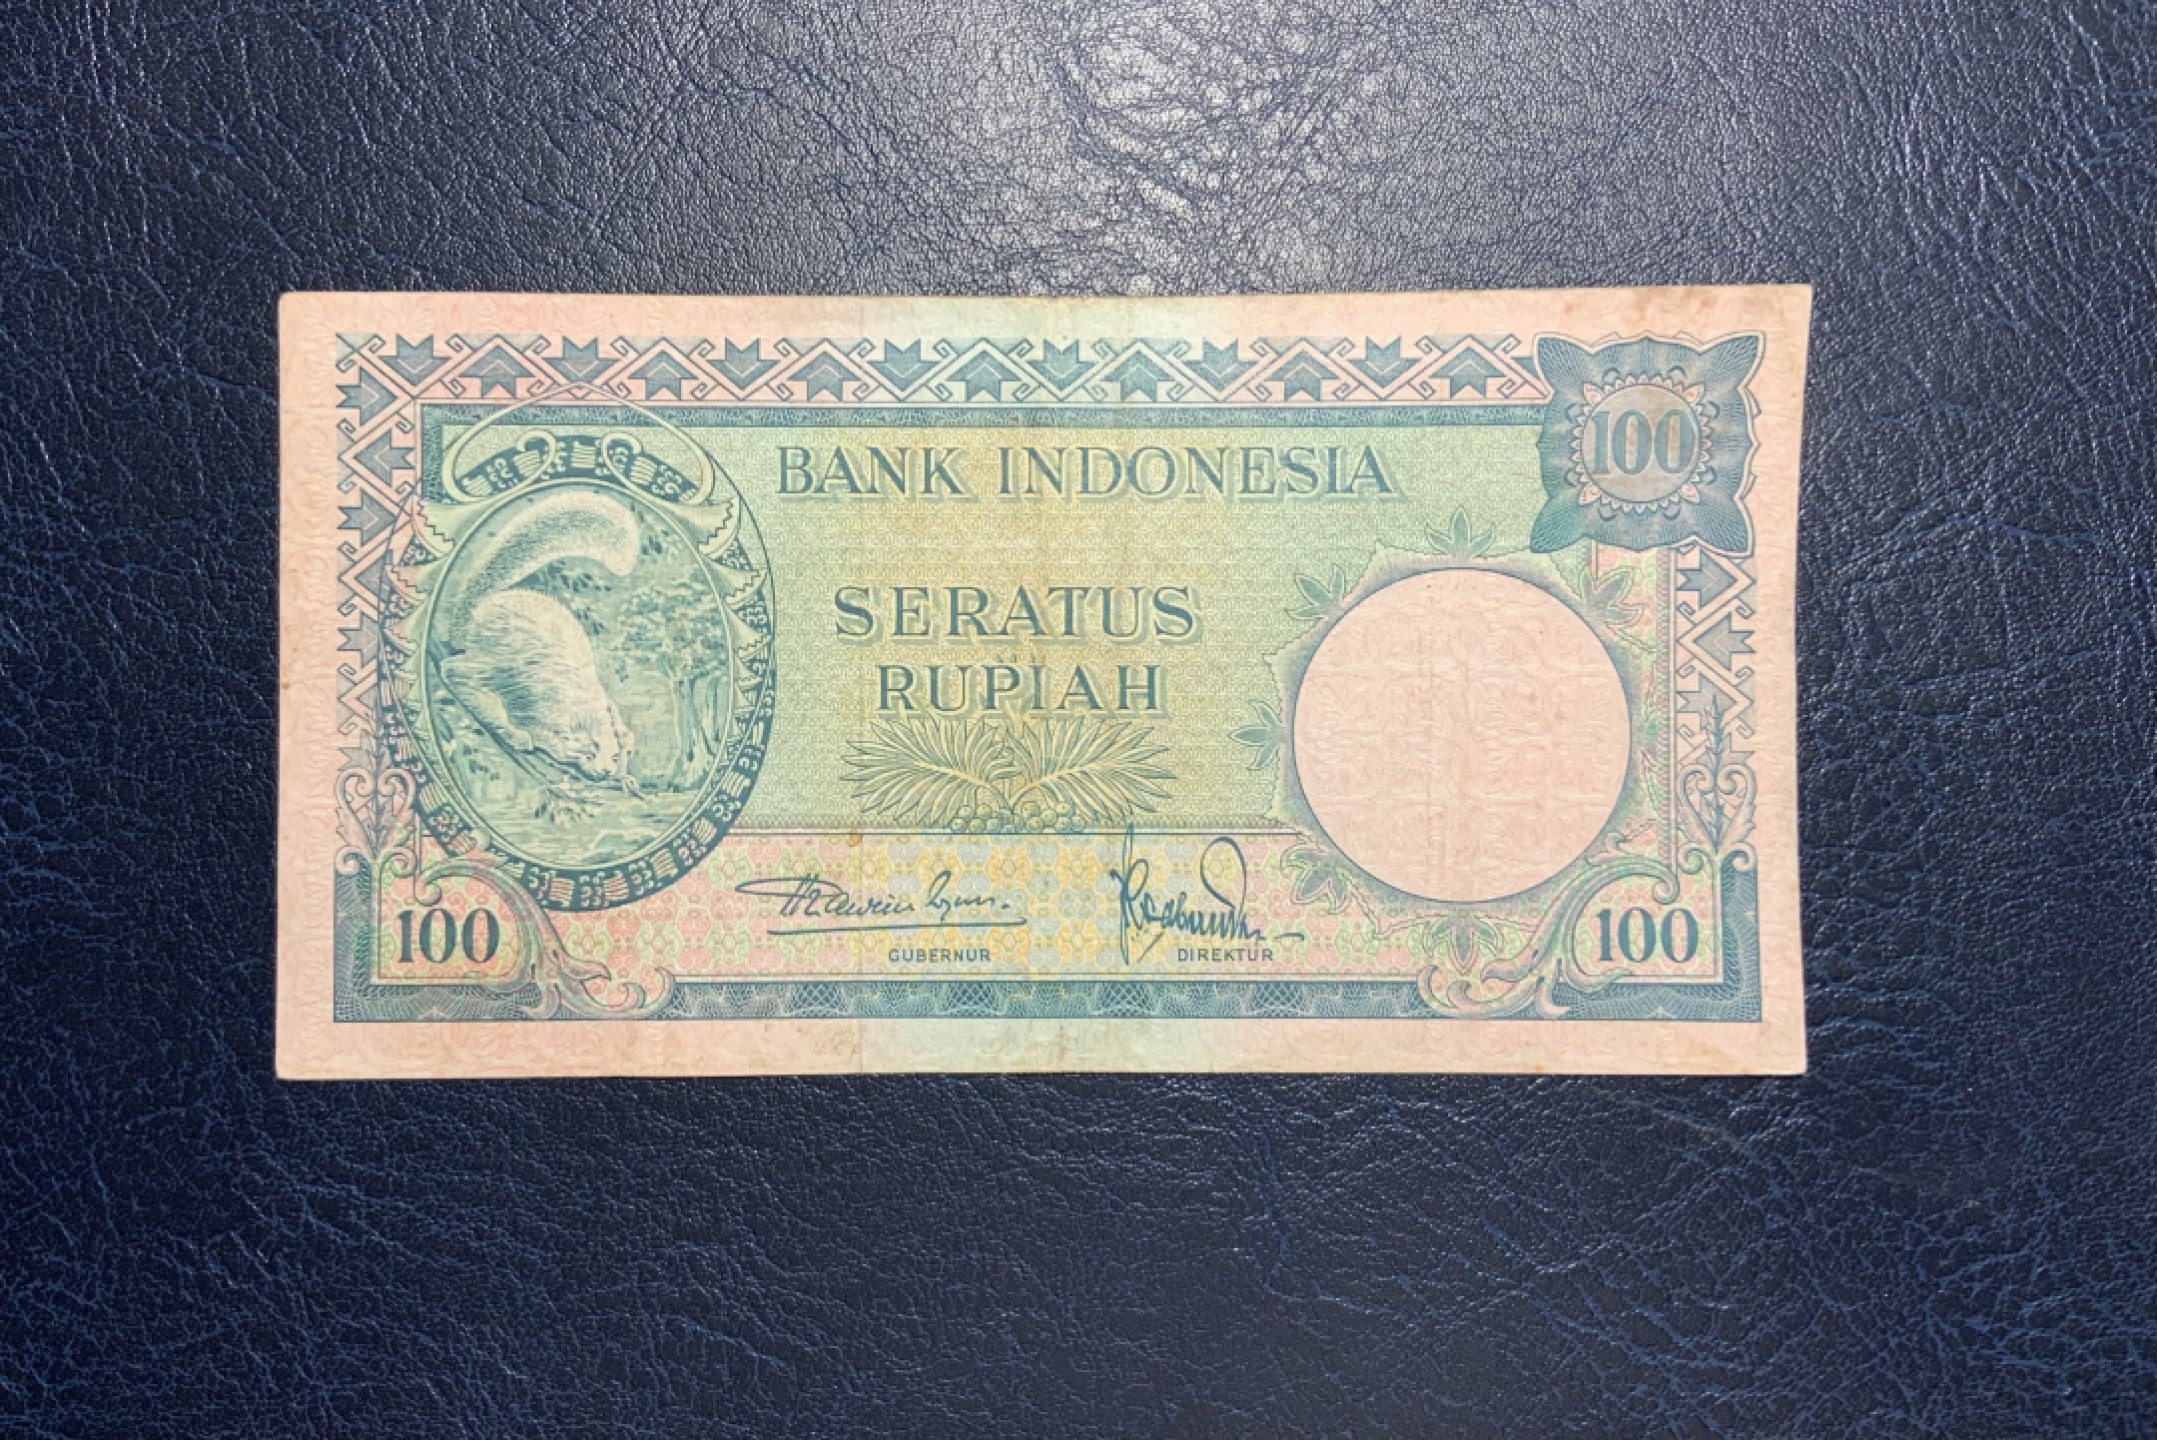 BANK INDONESIA
100
SERATUS
RUPIAH
GUBERNUR
DIREKTUR
100
100